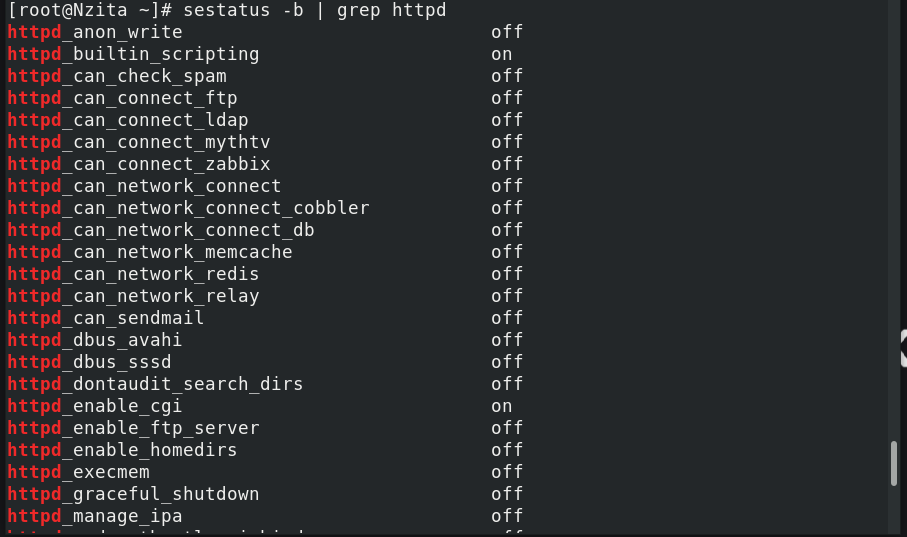 [root@Nzita ~]# sestatus -b | grep httpd
httpd_anon_write off
httpd_builtin_scripting on
httpd_can_check_spam off
httpd_can_connect_ftp off
httpd_can_connect_ldap off
httpd_can_connect_mythtv off
httpd_can_connect_zabbix off
httpd_can_network_connect off
httpd_can_network_connect_cobbler off
httpd_can_network_connect_db off
httpd_can_network_memcache off
httpd_can_network_redis off
httpd_can_network_relay off
httpd_can_sendmail off
httpd_dbus_avahi off
httpd_dbus_sssd off
httpd_dontaudit_search_dirs off
httpd_enable_cgi on
httpd_enable_ftp_server off
httpd_enable_homedirs off
httpd_execmem off
httpd_graceful_shutdown off
httpd_manage_ipa off